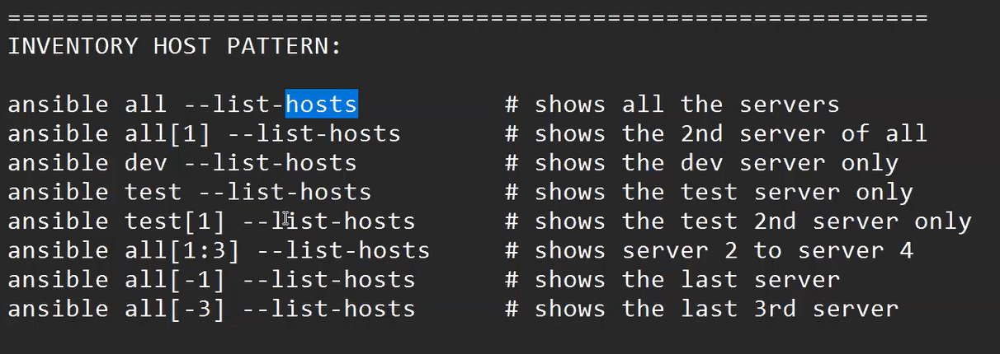 ===============================================================
INVENTORY HOST PATTERN:
ansible all --list-hosts # shows all the servers
ansible all[1] --list-hosts # shows the 2nd server of all
ansible dev --list-hosts # shows the dev server only
ansible test --list-hosts # shows the test server only
ansible test[1] --list-hosts # shows the test 2nd server only
ansible all[1:3] --list-hosts # shows server 2 to server 4
ansible all[-1] --list-hosts # shows the last server
ansible all[-3] --list-hosts # shows the last 3rd server